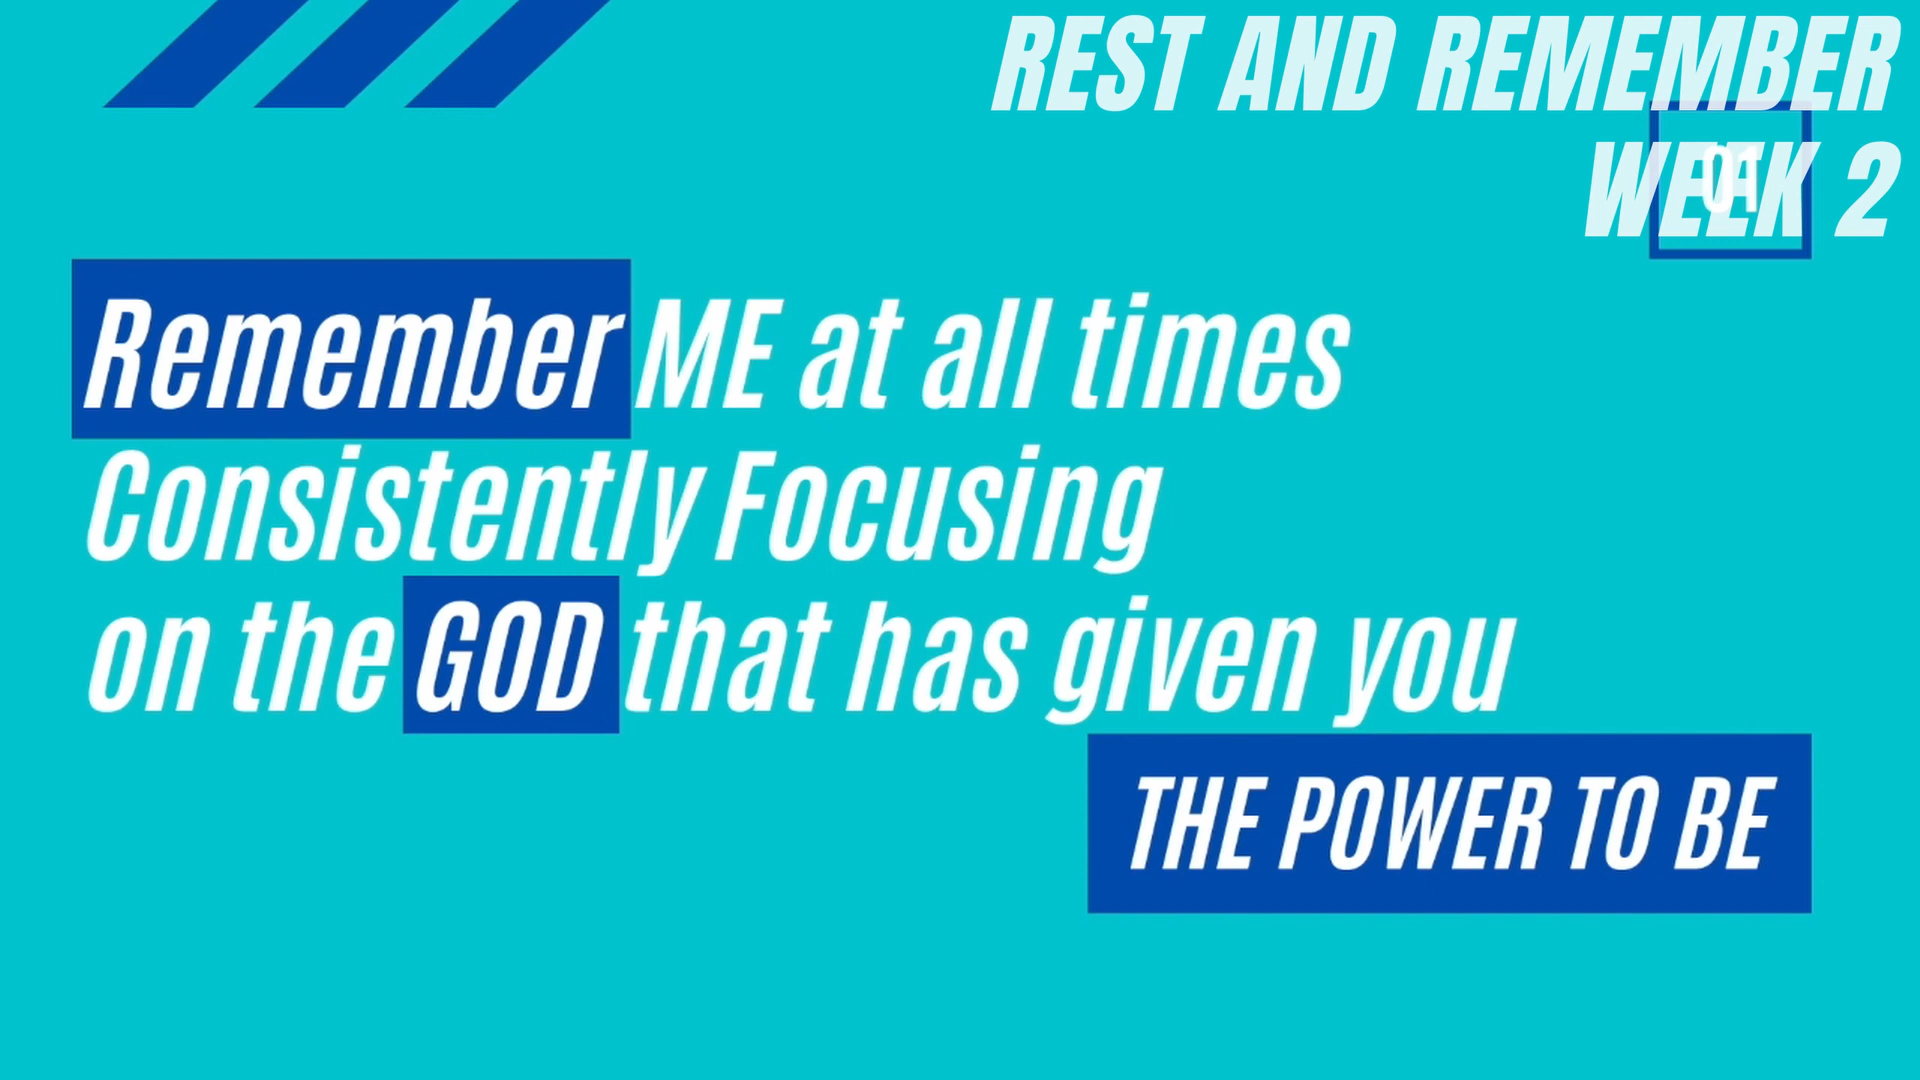 REST AND REMEMBER
WEEK 2
01
Remember ME at all times
Consistently Focusing
on the GOD that has given you
THE POWER TO BE